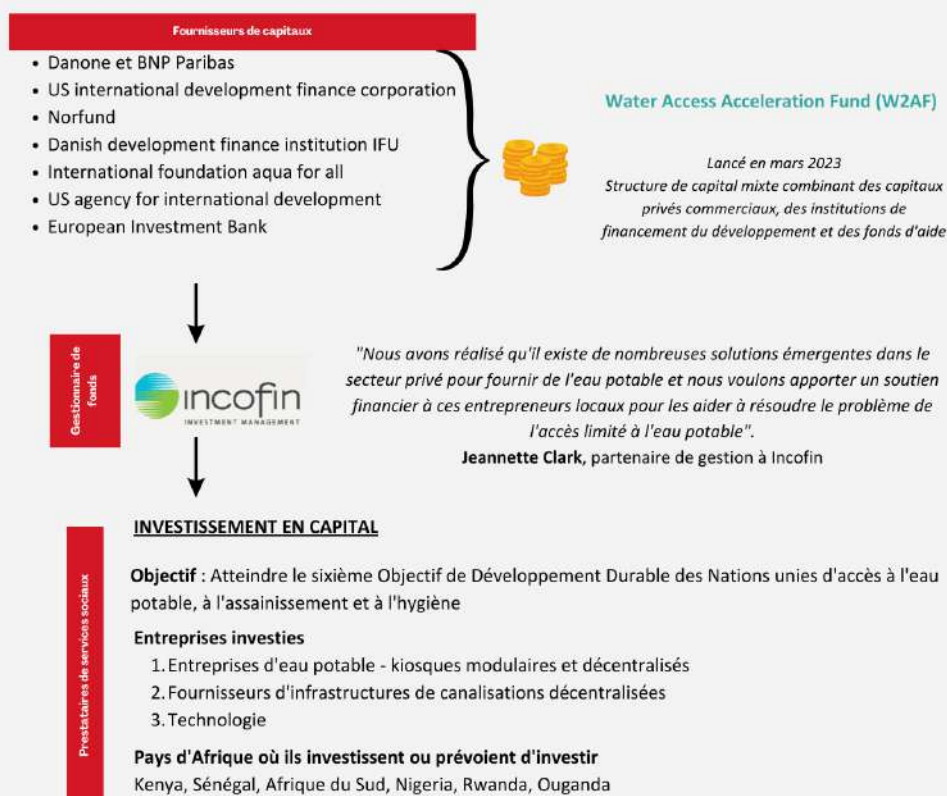 Fournisseurs de capitaux
• Danone et BNP Paribas
• US international development finance corporation
• Norfund
• Danish development finance institution IFU
• International foundation aqua for all
• US agency for international development
• European Investment Bank
Water Access Acceleration Fund (W2AF)
Lancé en mars 2023
Structure de capital mixte combinant des capitaux
privés commerciaux, des institutions de
financement du développement et des fonds d'aide
Gestionnaire de
fonds
incofin
INVESTMENT MANAGEMENT
"Nous avons réalisé qu'il existe de nombreuses solutions émergentes dans le
secteur privé pour fournir de l'eau potable et nous voulons apporter un soutien
financier à ces entrepreneurs locaux pour les aider à résoudre le problème de
l'accès limité à l'eau potable".
Jeannette Clark, partenaire de gestion à Incofin
Prestataires de services sociaux
INVESTISSEMENT EN CAPITAL
Objectif : Atteindre le sixième Objectif de Développement Durable des Nations unies d'accès à l'eau
potable, à l'assainissement et à l'hygiène
Entreprises investies
1. Entreprises d'eau potable - kiosques modulaires et décentralisés
2. Fournisseurs d'infrastructures de canalisations décentralisées
3. Technologie
Pays d'Afrique où ils investissent ou prévoient d'investir
Kenya, Sénégal, Afrique du Sud, Nigeria, Rwanda, Ouganda